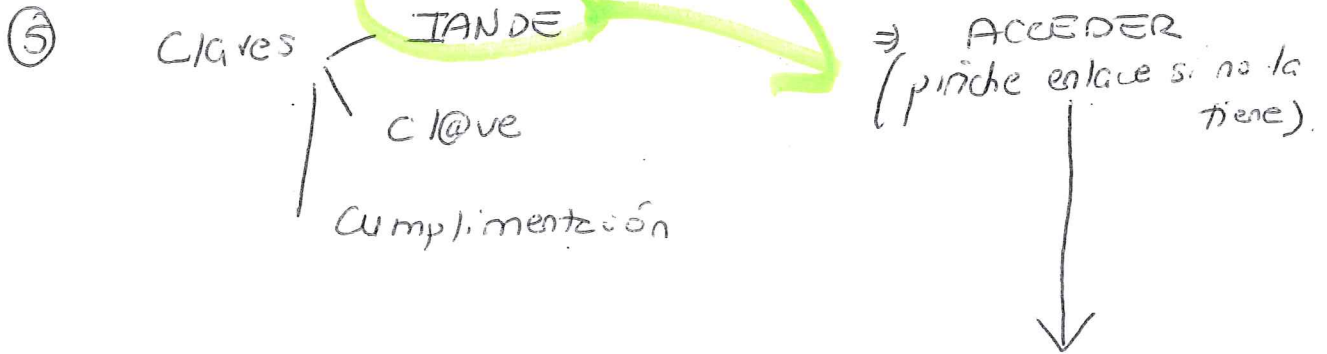 ⑤ Claves
IANDE
Cl@ve
Cumplimentación
⇒ ACCEDER
(pinche enlace si no la
tiene).